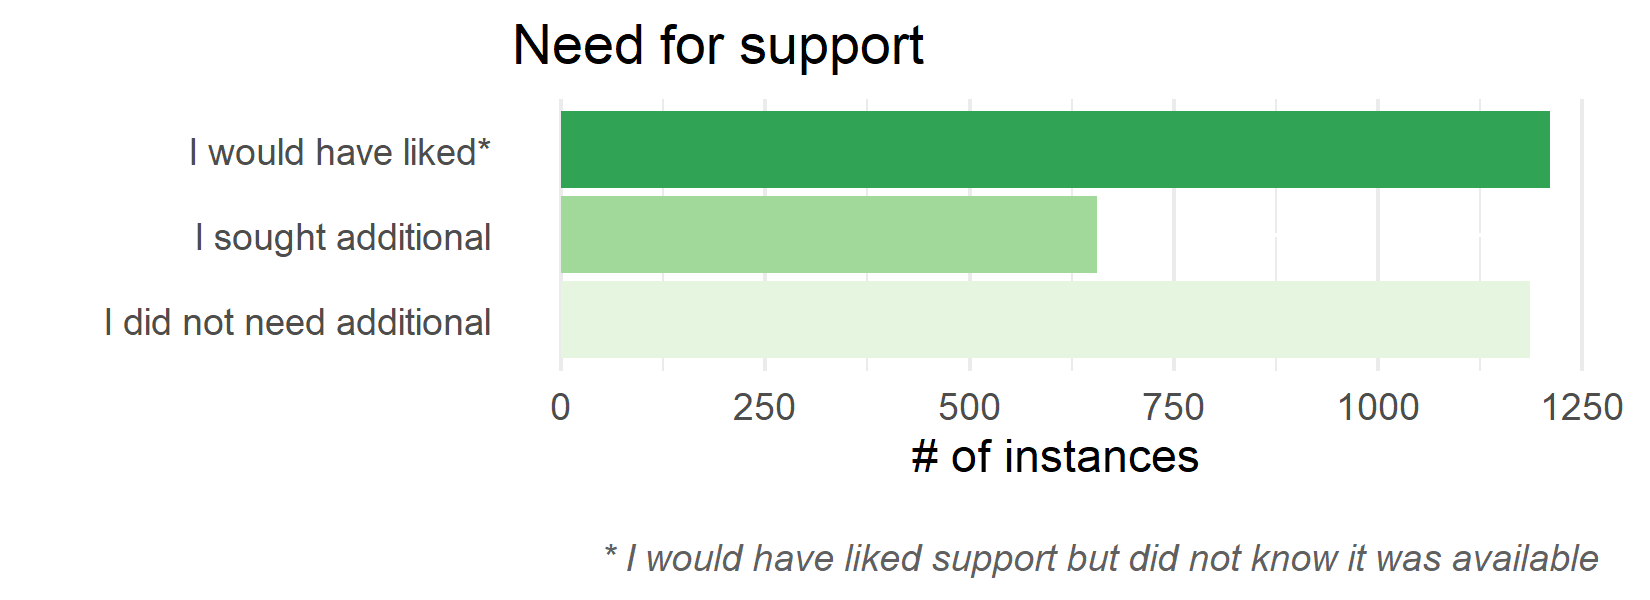 Need for support
I would have liked*
I sought additional
I did not need additional
0 250 500 750 1000 1250
# of instances
* I would have liked support but did not know it was available